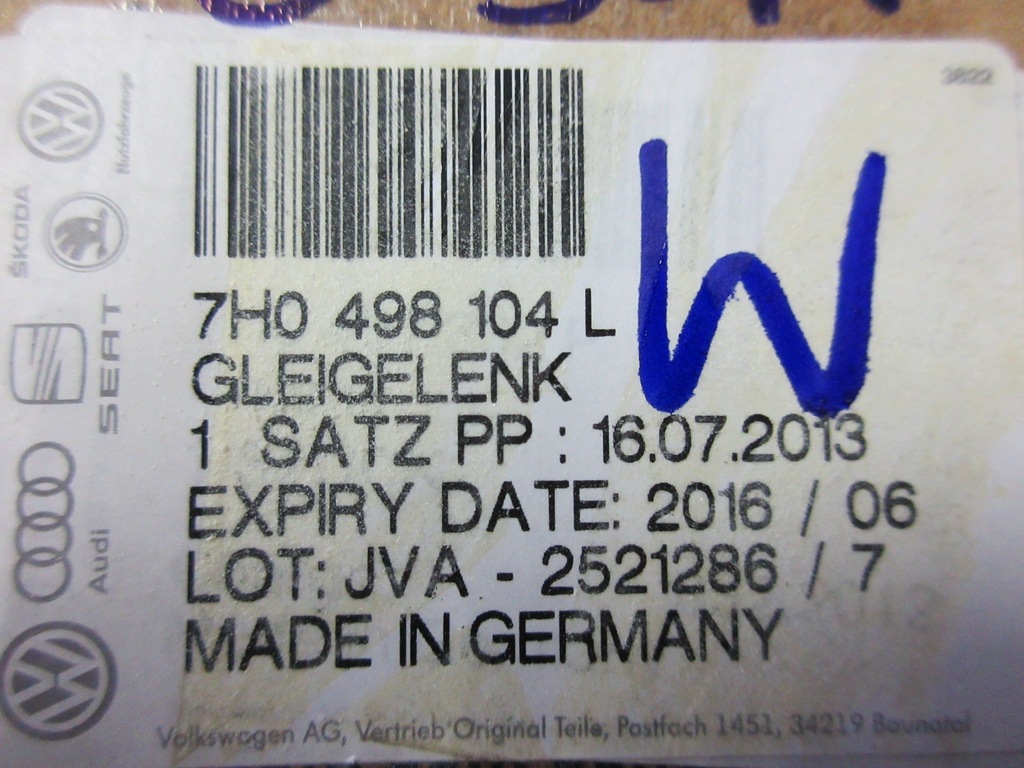 3822
7H0 498 104 L
GLEIGELENK
1 SATZ PP : 16.07.2013
EXPIRY DATE: 2016 / 06
LOT: JVA - 2521286 / 7
MADE IN GERMANY
Volkswagen AG, Vertrieb Original Teile, Postfach 1451, 34219 Baunatal
W
Nutzfahrzeuge
ŠKODA
SEAT
Audi